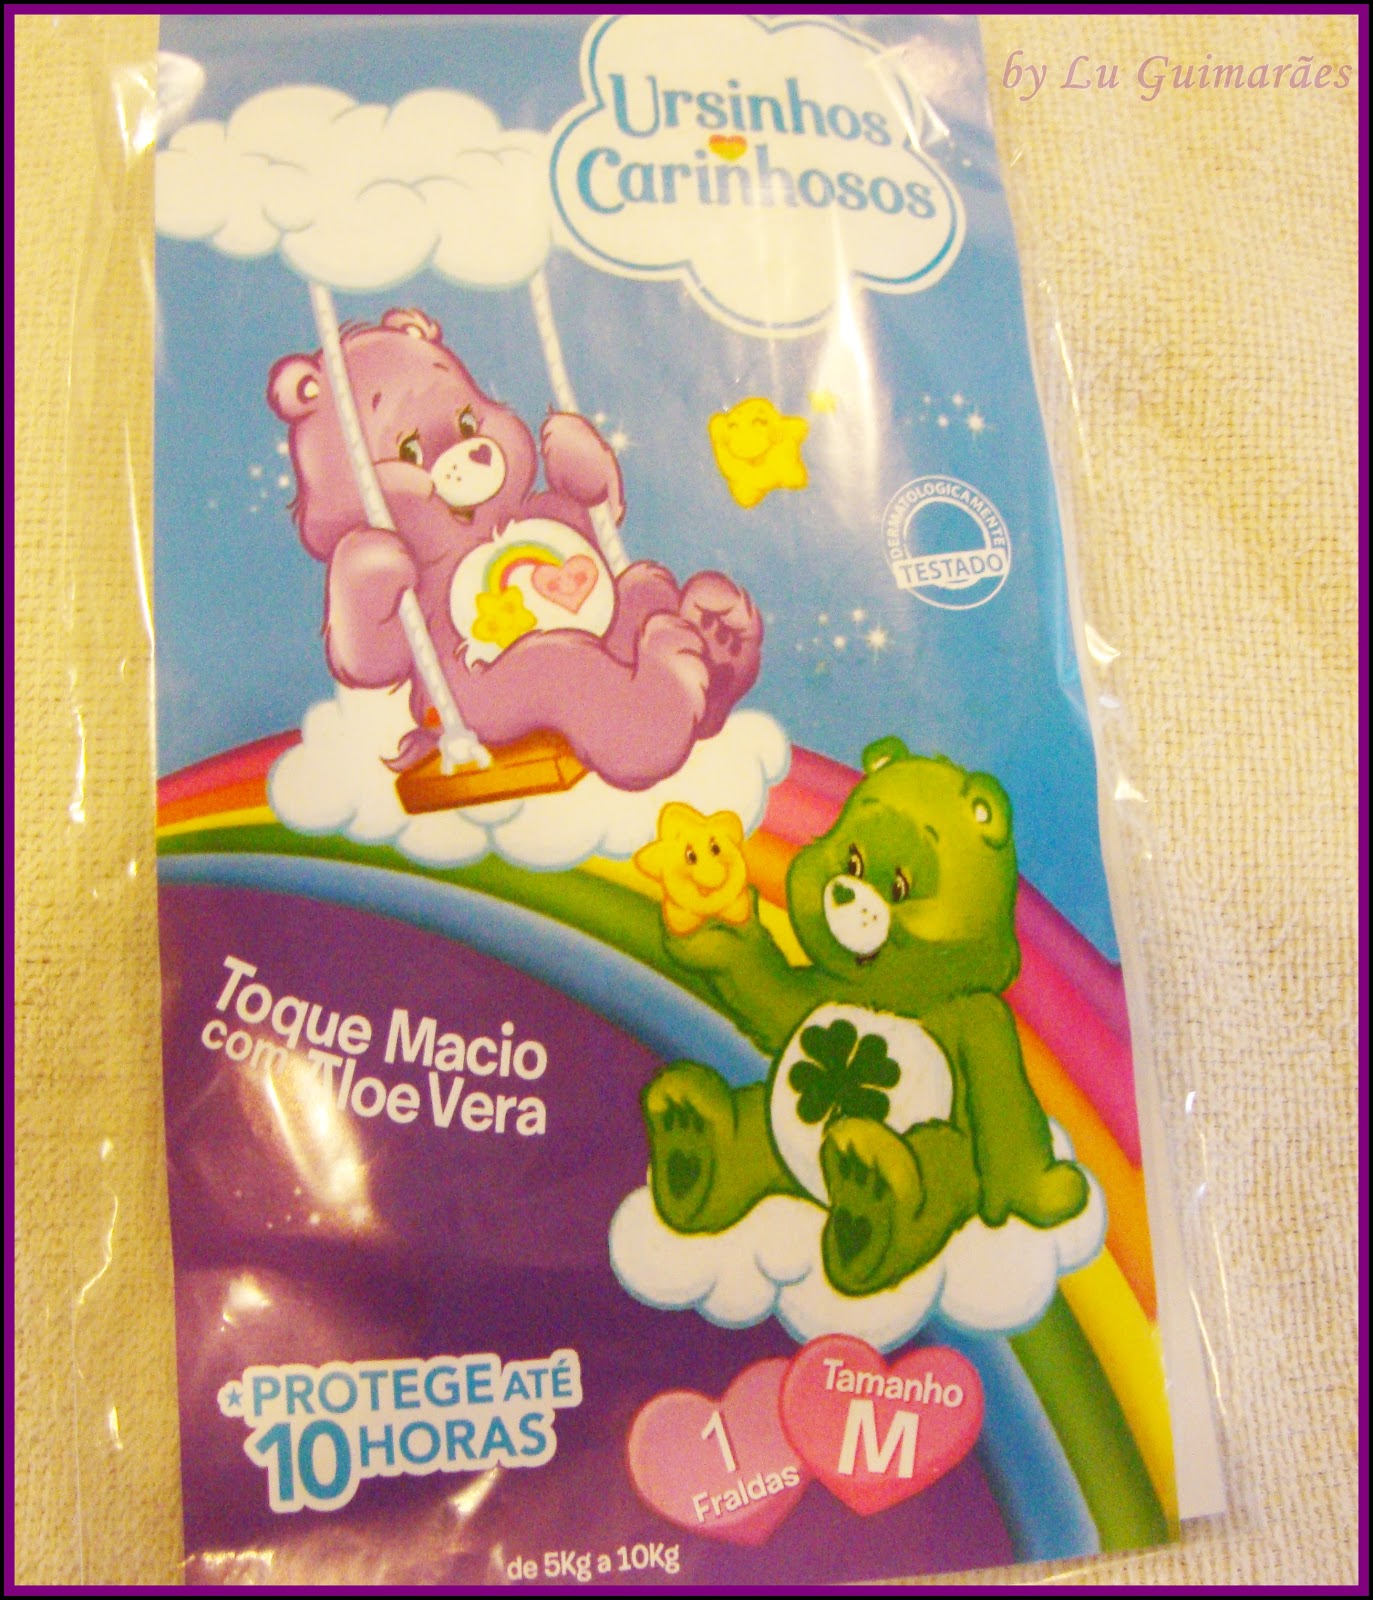 by Lu Guimarães
Ursinhos
Carinhosos
DERMATOLOGICAMENTE
TESTADO
Toque Macio
com Aloe Vera
*PROTEGE ATÉ
10 HORAS
1
Fraldas
Tamanho
M
de 5Kg a 10Kg